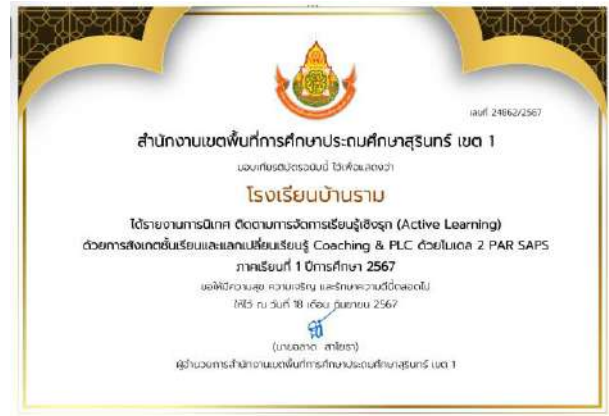 เลขที่ 24862/2567
สำนักงานเขตพื้นที่การศึกษาประถมศึกษาสุรินทร์ เขต 1
มอบเกียรติบัตรฉบับนี้ ไว้เพื่อแสดงว่า
โรงเรียนบ้านราม
ได้รายงานการนิเทศ ติดตามการจัดการเรียนรู้เชิงรุก (Active Learning)
ด้วยการสังเกตชั้นเรียนและแลกเปลี่ยนเรียนรู้ Coaching & PLC ด้วยโมเดล 2 PAR SAPS
ภาคเรียนที่ 1 ปีการศึกษา 2567
ขอให้มีความสุข ความเจริญ และรักษาความดีนี้ตลอดไป
ให้ไว้ ณ วันที่ 18 เดือน กันยายน 2567
(นายฉลาด สาโยธา)
ผู้อำนวยการสำนักงานเขตพื้นที่การศึกษาประถมศึกษาสุรินทร์ เขต 1